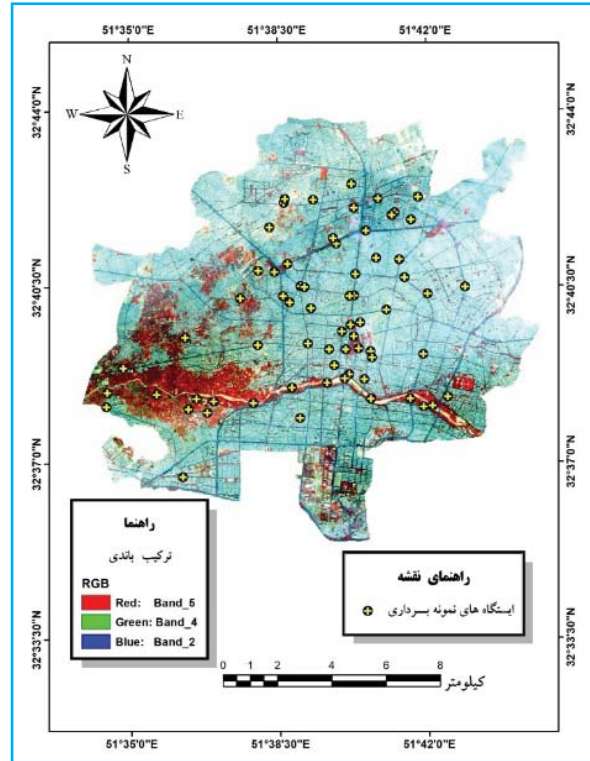 51°35'0"E 51°38'30"E 51°42'0"E
32°44'0"N 32°44'0"N
N
W E
S
32°40'30"N 32°40'30"N
32°37'0"N 32°37'0"N
راهنما
ترکیب باندی
RGB
Red: Band_5
Green: Band_4
Blue: Band_2
راهنمای نقشه
ایستگاه های نمونه بسرداری
32°33'30"N 32°33'30"N
0 1 2 4 6 8
کیلومتر
51°35'0"E 51°38'30"E 51°42'0"E